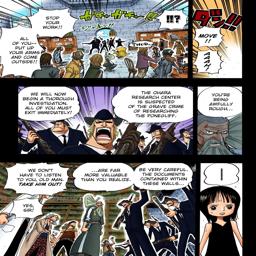 STOP
YOUR
WORK!!
!!?
MOVE
!!
ALL OF
YOU--PUT
UP YOUR
ARMS AND
COME
OUTSIDE!!
WE WILL NOW
BEGIN A THOROUGH
INVESTIGATION.
ALL OF YOU MUST
EXIT IMMEDIATELY!
THE OHARA
RESEARCH CENTER
IS SUSPECTED
OF THE GRAVE CRIME
OF RESEARCHING
THE PONEGLIFF.
YOU'RE
BEING
AWFULLY
ROUGH...
WE DON'T
HAVE TO LISTEN
TO YOU, OLD MAN.
TAKE HIM OUT!
...ARE FAR
MORE VALUABLE
THAN YOU REALIZE.
BE VERY CAREFUL.
THE DOCUMENTS
CONTAINED WITHIN
THESE WALLS...
YES,
SIR!